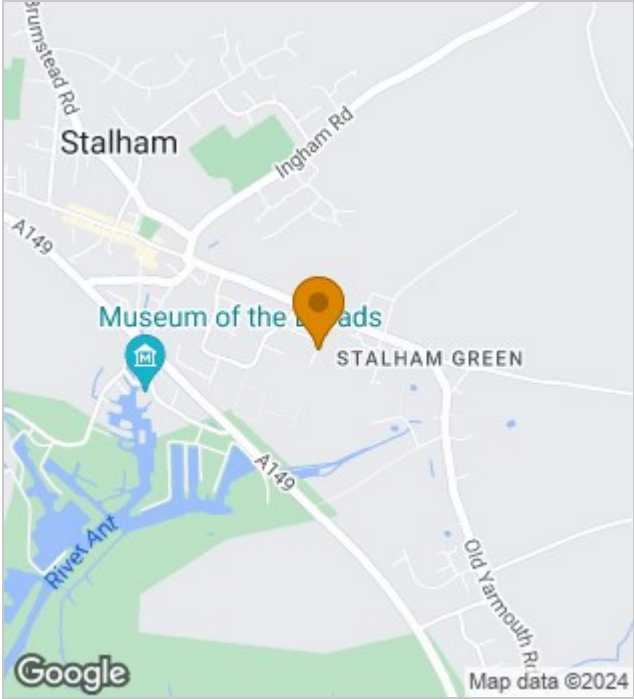 Brumstead Rd
Stalham
Ingham Rd
A149
Museum of the B ads
M
STALHAM GREEN
A149
River Ant
Old Yarmouth Rd
Google
Map data ©2024